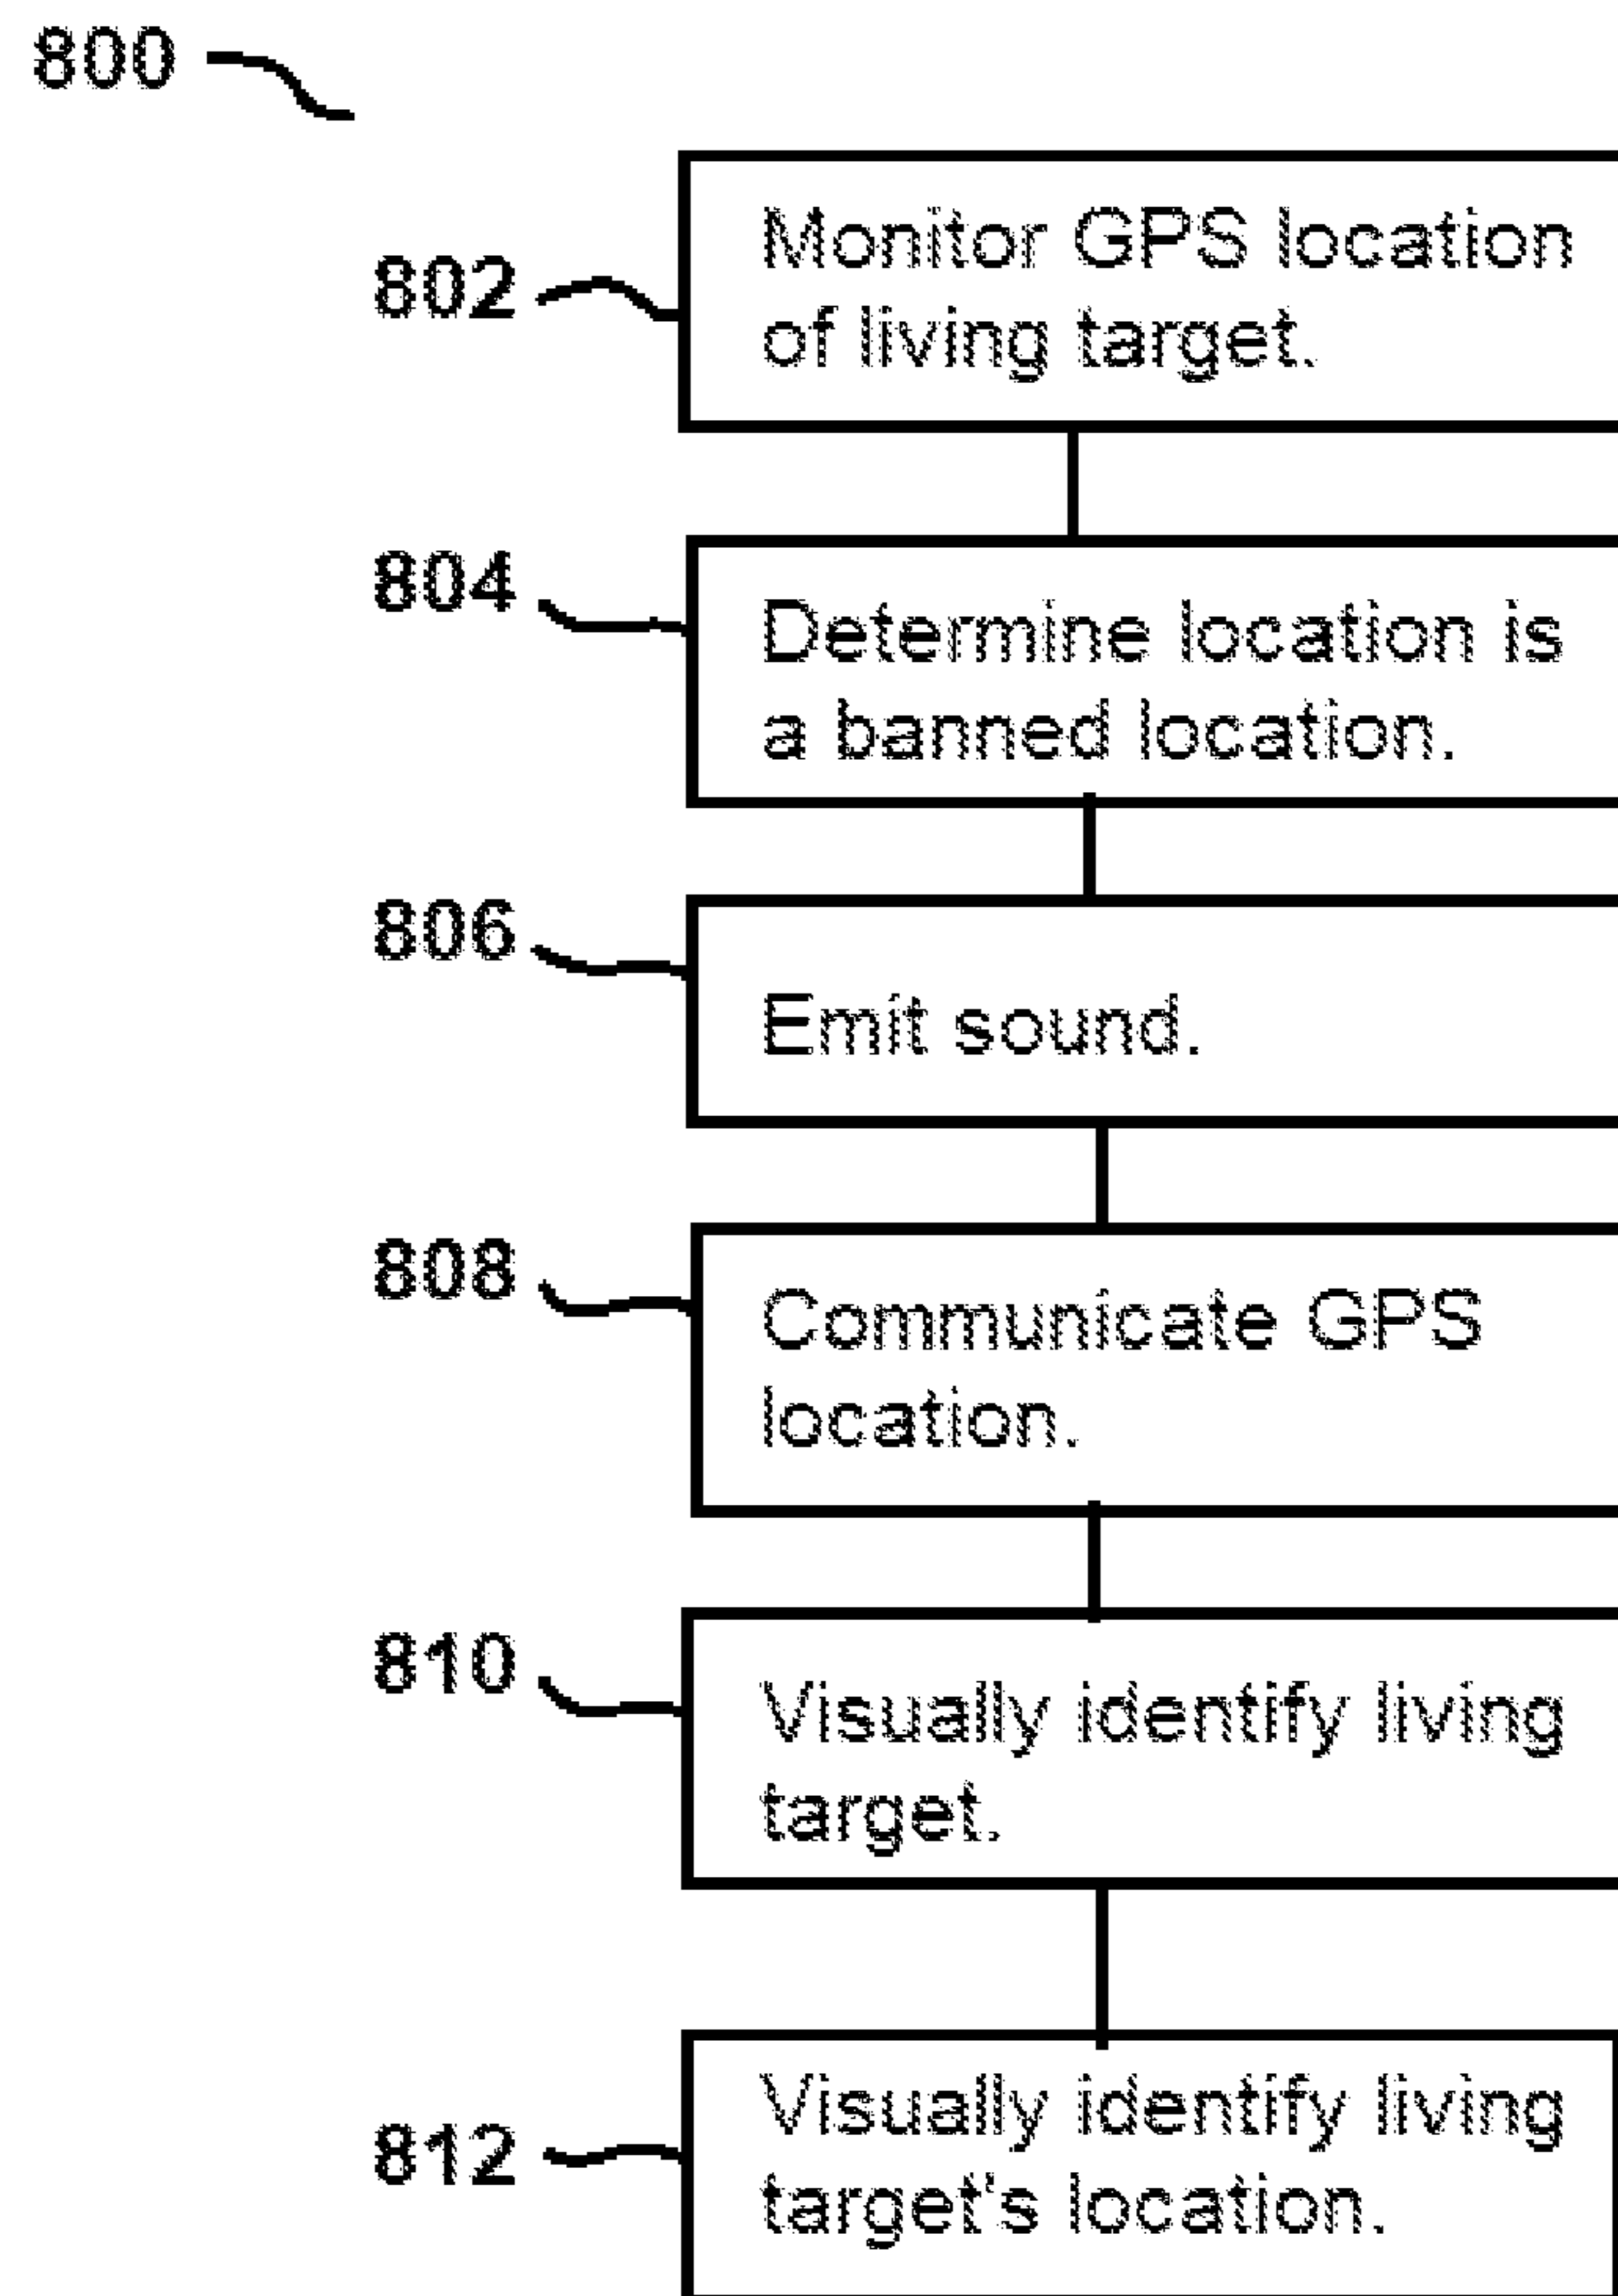 800
802
Monitor GPS location
of living target.
804
Determine location is
a banned location.
806
Emit sound.
808
Communicate GPS
location.
810
Visually identify living
target.
812
Visually identify living
target's location.